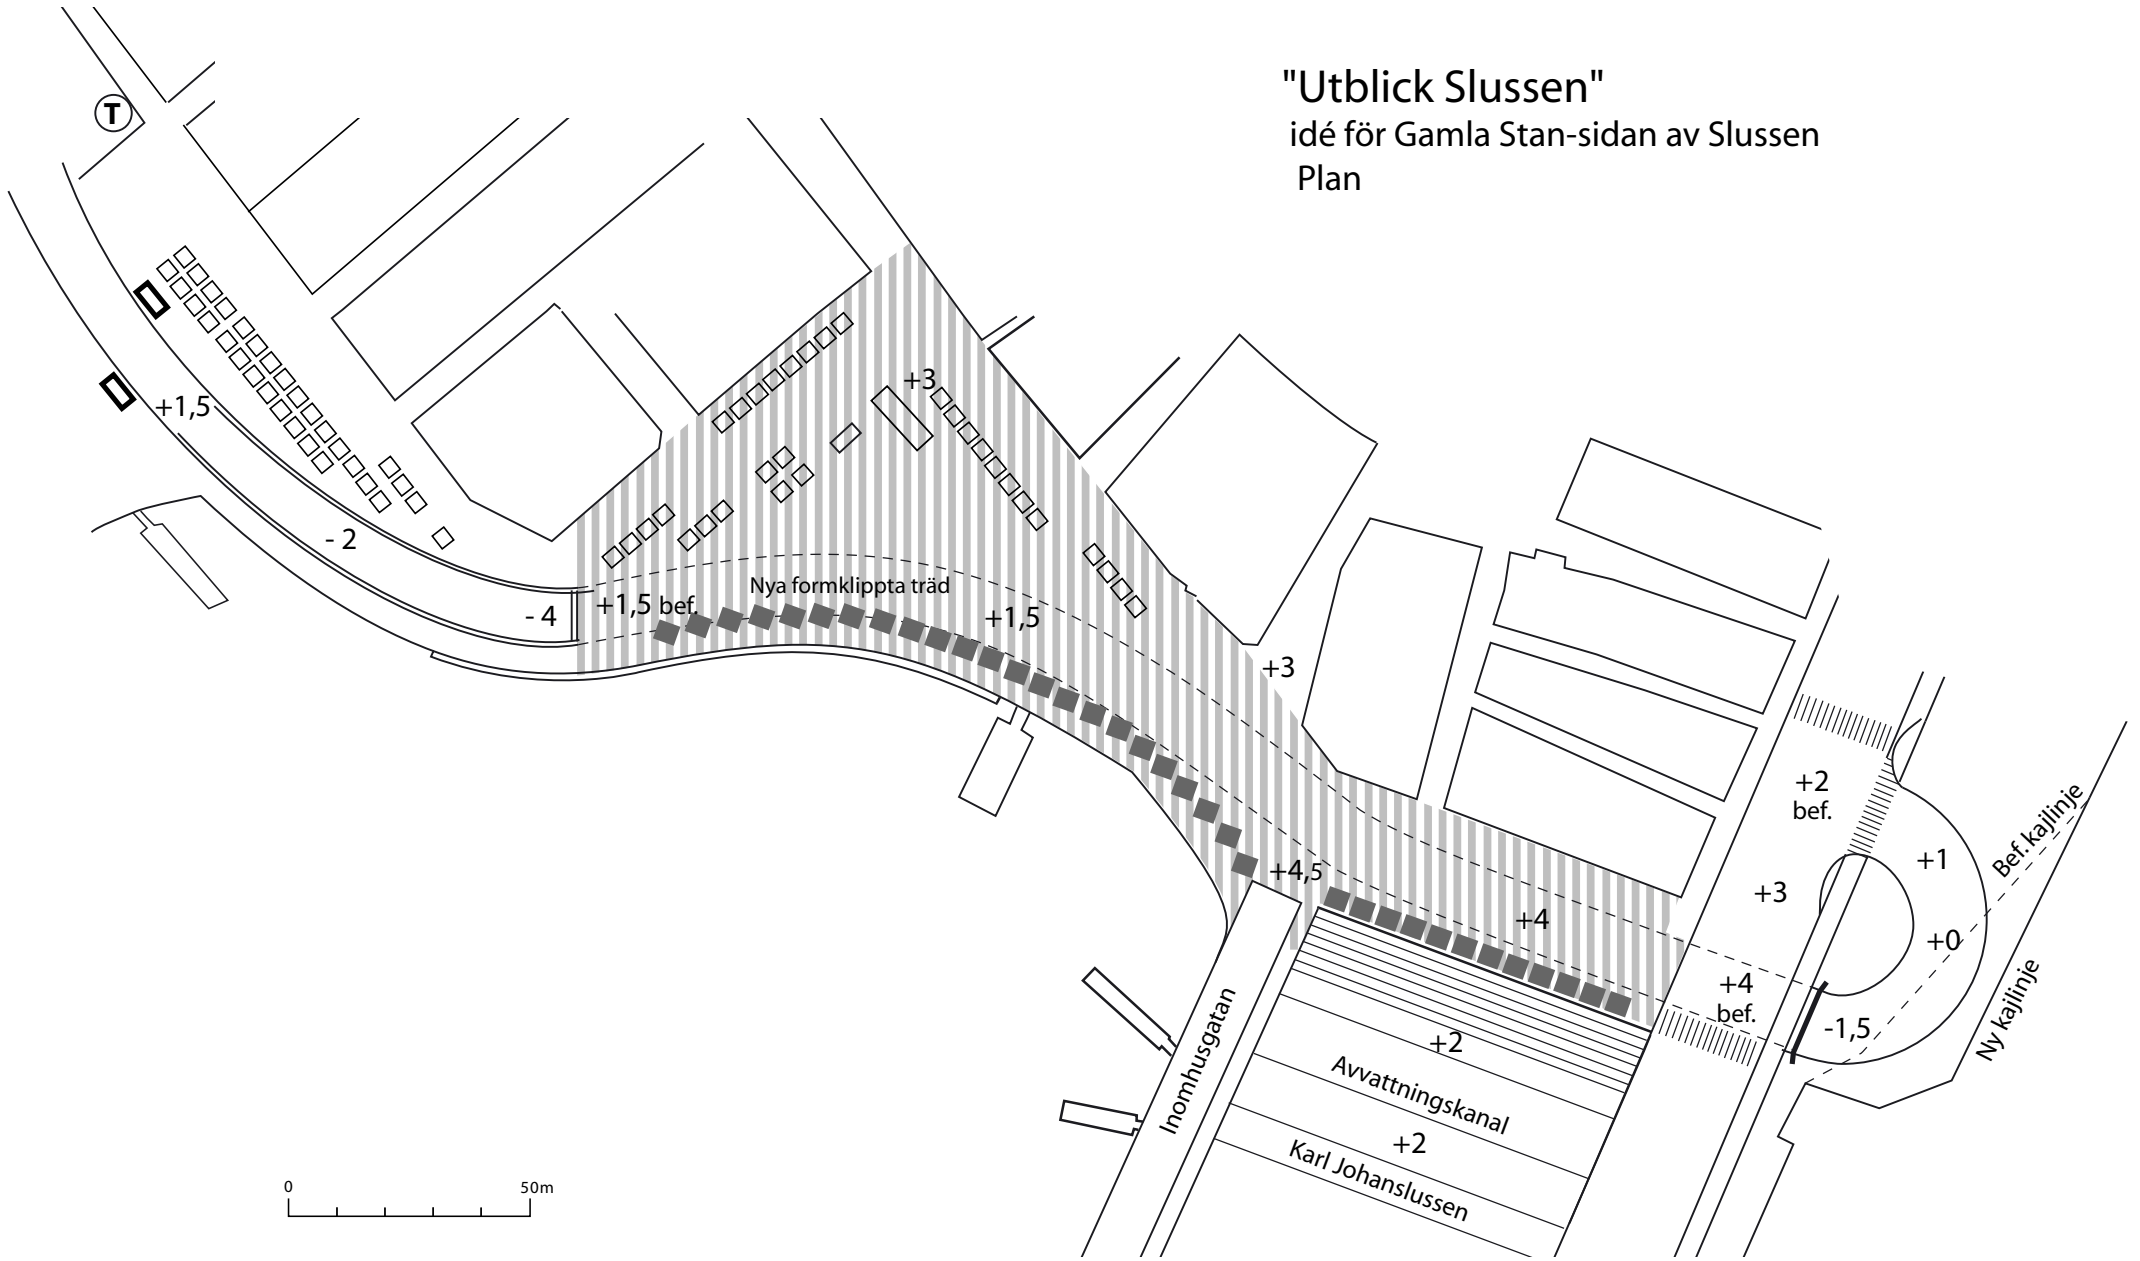 "Utblick Slussen"
idé för Gamla Stan-sidan av Slussen
Plan
T
+3
+1,5
- 2
Nya formklippta träd
+1,5 bef.
- 4
+1,5
+3
+2
bef.
Bef. kajlinje
+1
+4,5
+3
+4
+0
+4
bef.
Ny kajlinje
-1,5
Inomhusgatan
+2
Avvattningskanal
+2
Karl Johanslussen
0 50m